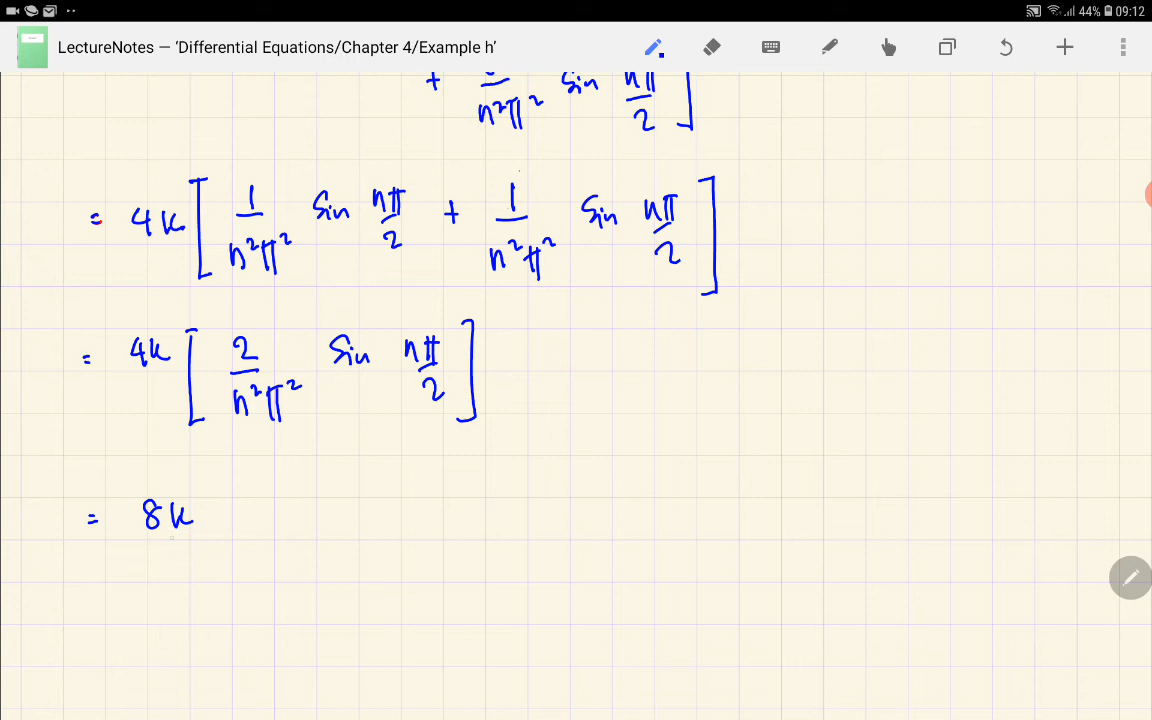 44% 09:12
LectureNotes — 'Differential Equations/Chapter 4/Example h'
+ /n²π² sin nπ/2 ]
= 4k [ 1/n²π² sin nπ/2 + 1/n²π² sin nπ/2 ]
= 4k [ 2/n²π² sin nπ/2 ]
= 8k